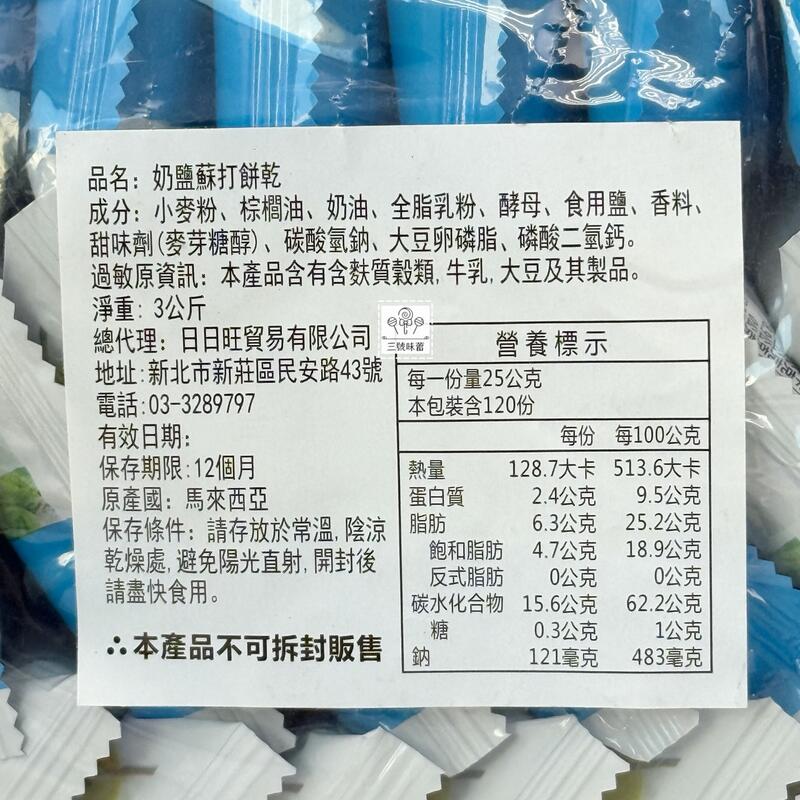 品名: 奶鹽蘇打餅乾
成分: 小麥粉、棕櫚油、奶油、全脂乳粉、酵母、食用鹽、香料、
甜味劑(麥芽糖醇)、碳酸氫鈉、大豆卵磷脂、磷酸二氫鈣。
過敏原資訊: 本產品含有含麩質穀類,牛乳,大豆及其製品。
淨重: 3公斤
總代理: 日日旺貿易有限公司
地址:新北市新莊區民安路43號
電話:03-3289797
有效日期:
保存期限:12個月
原產國: 馬來西亞
保存條件: 請存放於常溫,陰涼
乾燥處,避免陽光直射,開封後
請盡快食用。
∴本產品不可拆封販售
三號味蕾
營養標示
每一份量25公克
本包裝含120份
每份 每100公克
熱量 128.7大卡 513.6大卡
蛋白質 2.4公克 9.5公克
脂肪 6.3公克 25.2公克
飽和脂肪 4.7公克 18.9公克
反式脂肪 0公克 0公克
碳水化合物 15.6公克 62.2公克
糖 0.3公克 1公克
鈉 121毫克 483毫克